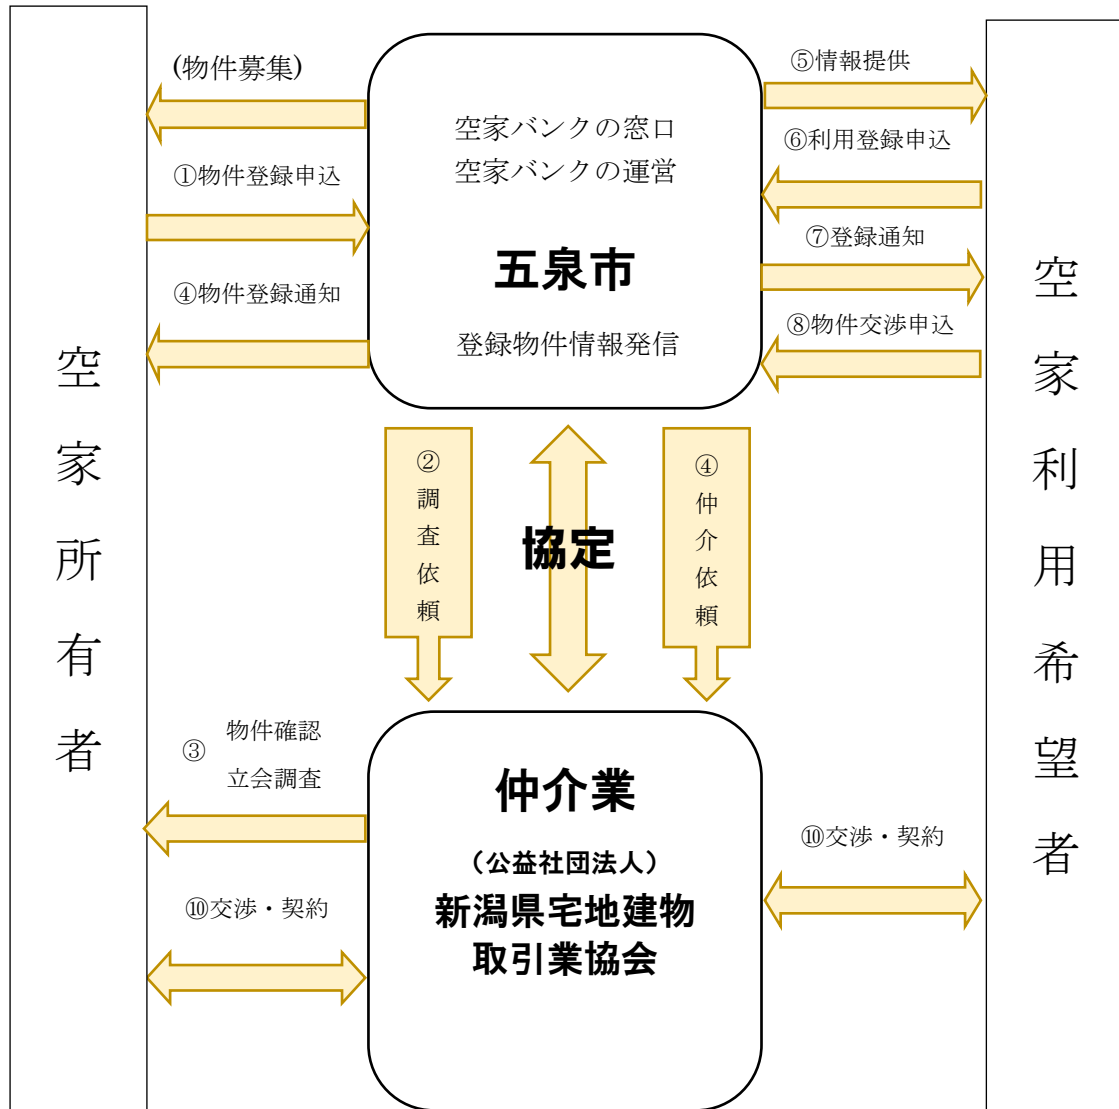 空家所有者
(物件募集)
①物件登録申込
④物件登録通知
空家バンクの窓口
空家バンクの運営
五泉市
登録物件情報発信
⑤情報提供
⑥利用登録申込
⑦登録通知
⑧物件交渉申込
空家利用希望者
②調査依頼
協定
④仲介依頼
③
物件確認
立会調査
⑩交渉・契約
仲介業
（公益社団法人）
新潟県宅地建物
取引業協会
⑩交渉・契約